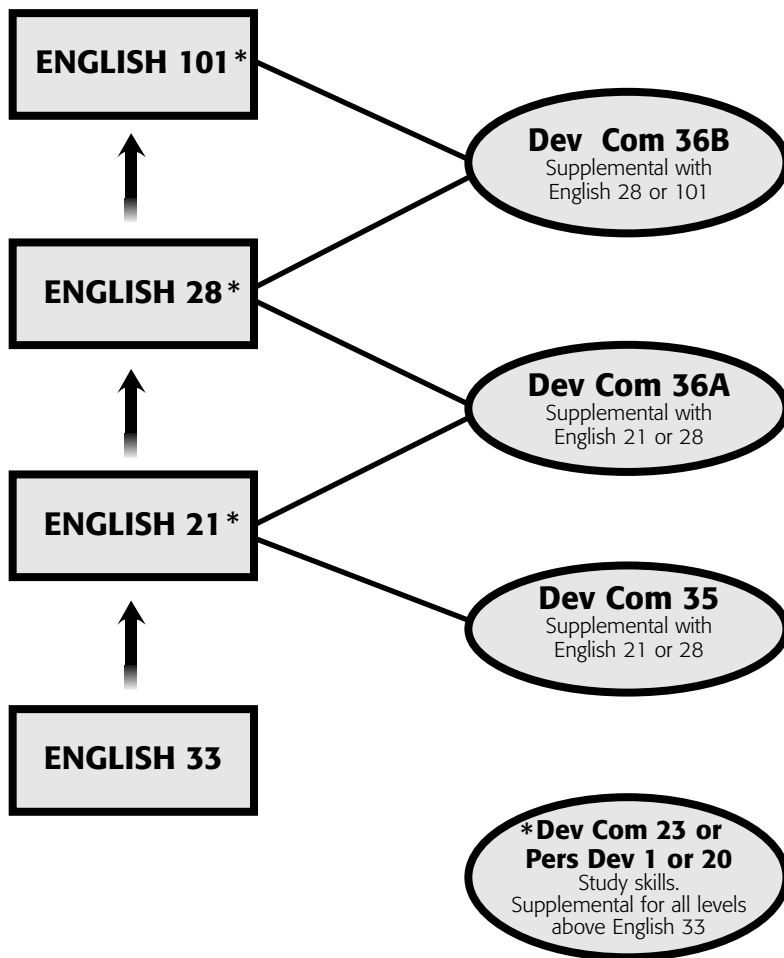 ENGLISH 101*
Dev Com 36B
Supplemental with
English 28 or 101
ENGLISH 28*
Dev Com 36A
Supplemental with
English 21 or 28
ENGLISH 21*
Dev Com 35
Supplemental with
English 21 or 28
ENGLISH 33
*Dev Com 23 or
Pers Dev 1 or 20
Study skills.
Supplemental for all levels
above English 33